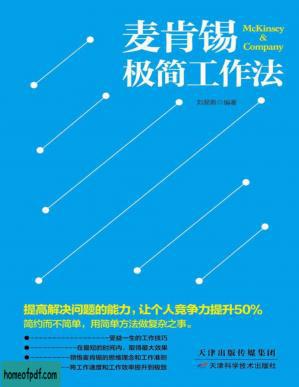 麦肯锡
McKinsey
&
Company
极简工作法
编著
提高解决问题的能力，让个人竞争力提升50%
简约而不简单，用简单方法做复杂之事。
受益一生的工作技巧
在最短的时间内，取得最大效果
领悟麦肯锡的思维理念和工作准则
将工作速度和工作效率提升到极致
天津出版传媒集团
天津科学技术出版社
homeofpdf.com